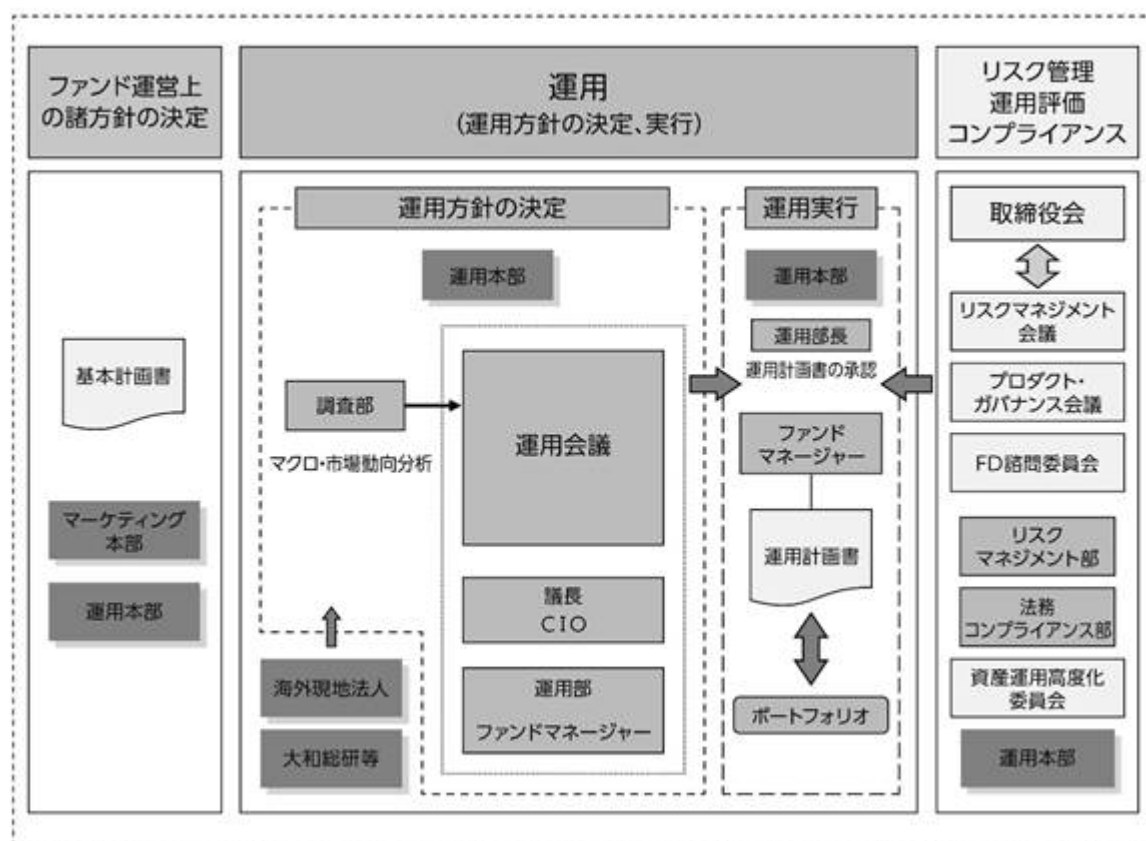 ファンド運営上
の諸方針の決定
運用
(運用方針の決定、実行)
リスク管理
運用評価
コンプライアンス
基本計画書
マーケティング
本部
運用本部
運用方針の決定
運用本部
調査部
マクロ・市場動向分析
運用会議
議長
CIO
運用部
ファンドマネージャー
海外現地法人
大和総研等
運用実行
運用本部
運用部長
運用計画書の承認
ファンド
マネージャー
運用計画書
ポートフォリオ
取締役会
リスクマネジメント
会議
プロダクト・
ガバナンス会議
FD諮問委員会
リスク
マネジメント部
法務
コンプライアンス部
資産運用高度化
委員会
運用本部